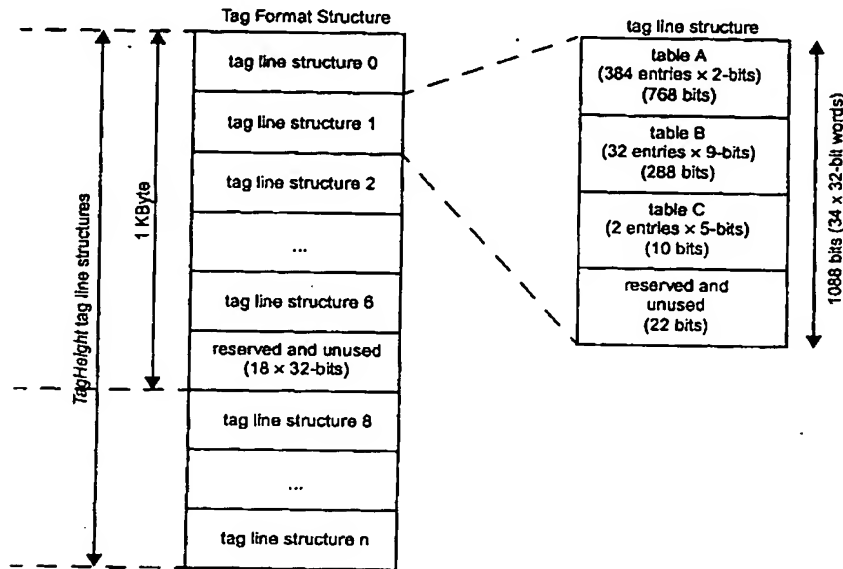 Tag Format Structure
tag line structure 0
tag line structure 1
tag line structure 2
...
tag line structure 6
reserved and unused
(18 × 32-bits)
tag line structure 8
...
tag line structure n
TagHeight tag line structures
1 KByte
tag line structure
table A
(384 entries × 2-bits)
(768 bits)
table B
(32 entries × 9-bits)
(288 bits)
table C
(2 entries × 5-bits)
(10 bits)
reserved and
unused
(22 bits)
1088 bits (34 x 32-bit words)